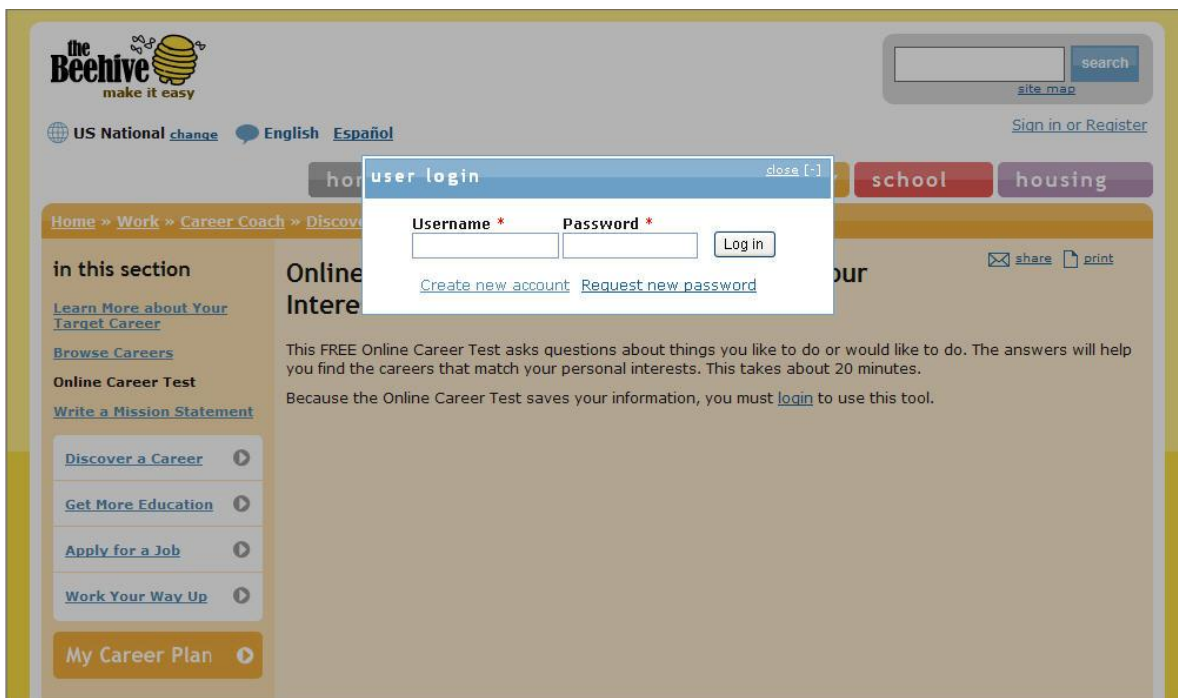 the
Beehive
make it easy
search
site map
US National change English Español
Sign in or Register
user login close [-]
school
housing
Home » Work » Career Coach »
Username * Password *
Log in
Create new account Request new password
share print
in this section
Learn More about Your
Target Career
Browse Careers
Online Career Test
Write a Mission Statement
Discover a Career
Get More Education
Apply for a Job
Work Your Way Up
My Career Plan
Online
This FREE Online Career Test asks questions about things you like to do or would like to do. The answers will help
you find the careers that match your personal interests. This takes about 20 minutes.
Because the Online Career Test saves your information, you must login to use this tool.